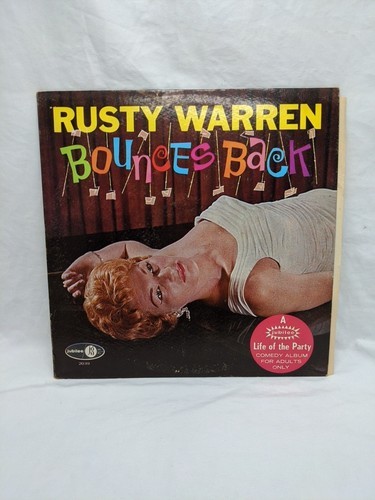 RUSTY WARREN
BOUNCES BACK
A
jubilee
Life of the Party
COMEDY ALBUM
FOR ADULTS
ONLY
jubilee